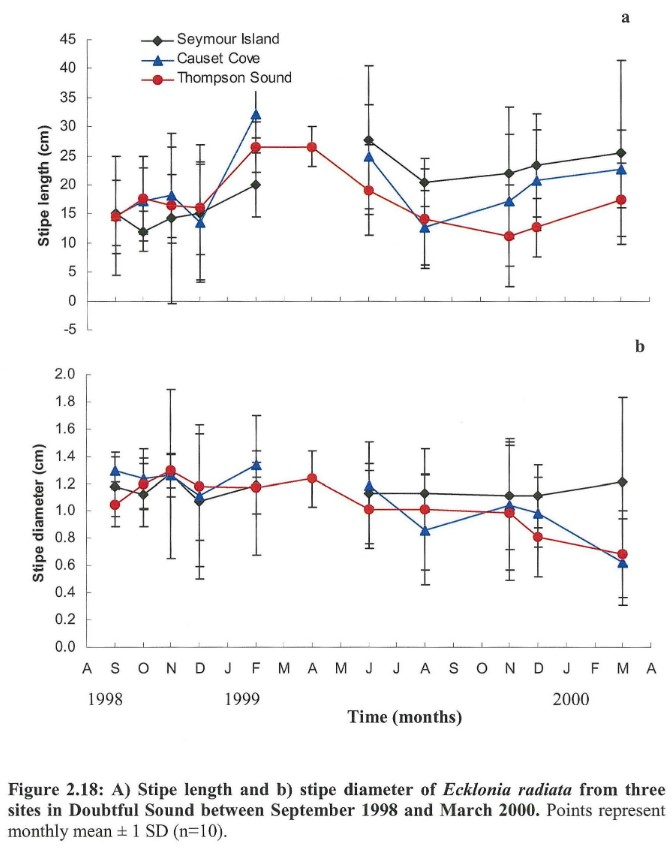 a
45
40
35
30
25
20
15
10
5
0
-5
Stipe length (cm)
Seymour Island
Causet Cove
Thompson Sound
b
2.0
1.8
1.6
1.4
1.2
1.0
0.8
0.6
0.4
0.2
0.0
Stipe diameter (cm)
A S O N D J F M A M J J A S O N D J F M A
1998 1999 2000
Time (months)
Figure 2.18: A) Stipe length and b) stipe diameter of Ecklonia radiata from three
sites in Doubtful Sound between September 1998 and March 2000. Points represent
monthly mean ± 1 SD (n=10).